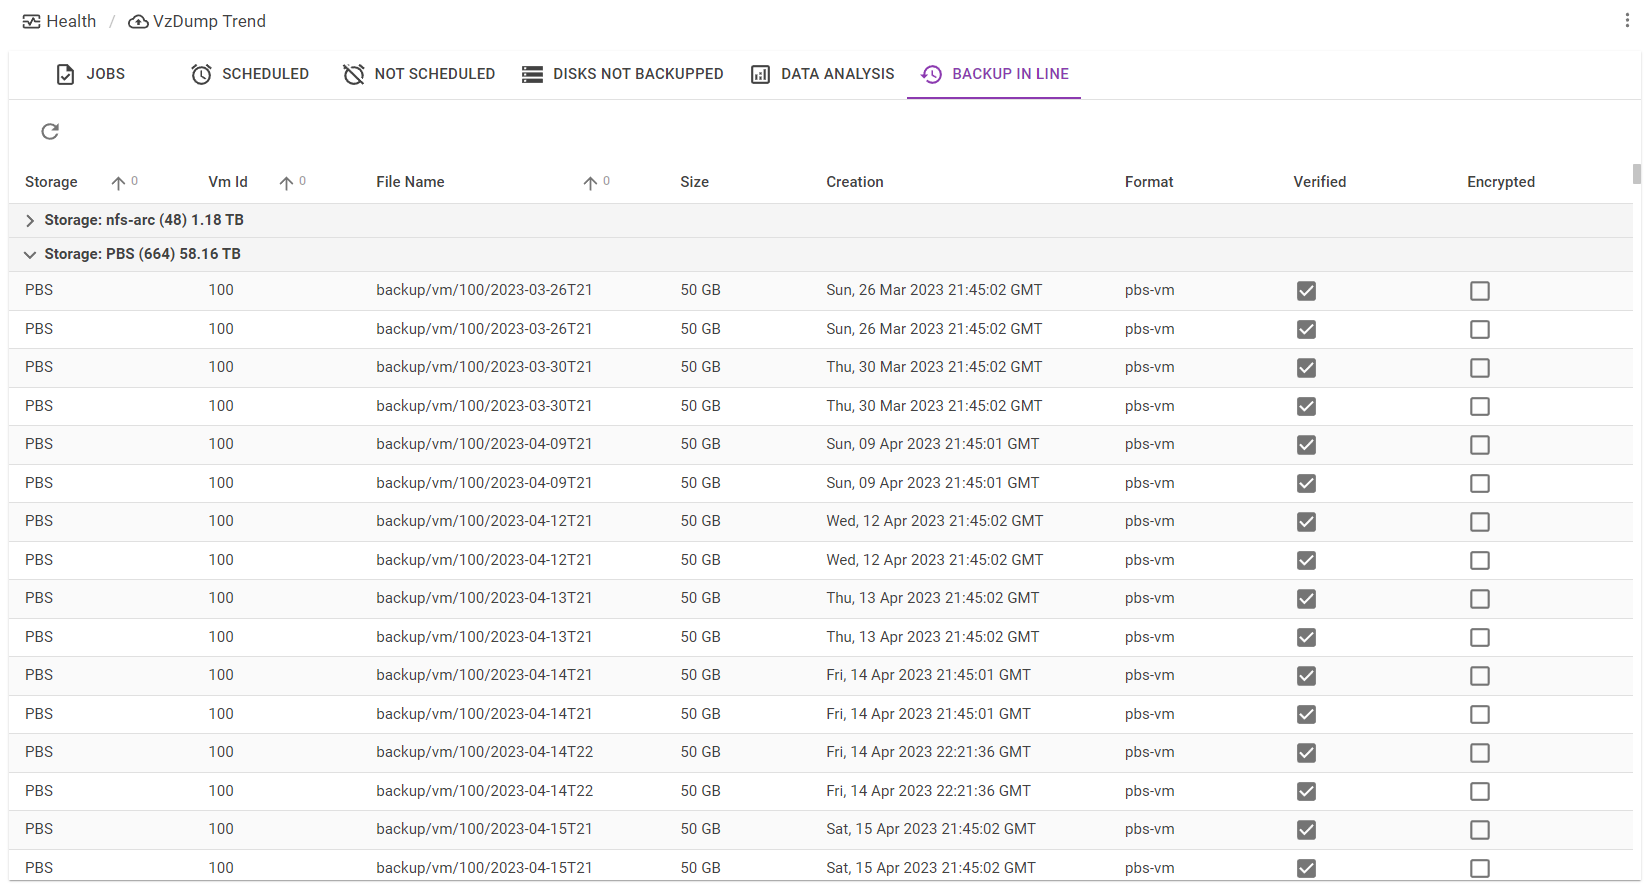 Health / VzDump Trend
JOBS SCHEDULED NOT SCHEDULED DISKS NOT BACKUPPED DATA ANALYSIS BACKUP IN LINE
Storage 0 Vm Id 0 File Name 0 Size Creation Format Verified Encrypted
Storage: nfs-arc (48) 1.18 TB
Storage: PBS (664) 58.16 TB
PBS 100 backup/vm/100/2023-03-26T21 50 GB Sun, 26 Mar 2023 21:45:02 GMT pbs-vm
PBS 100 backup/vm/100/2023-03-26T21 50 GB Sun, 26 Mar 2023 21:45:02 GMT pbs-vm
PBS 100 backup/vm/100/2023-03-30T21 50 GB Thu, 30 Mar 2023 21:45:02 GMT pbs-vm
PBS 100 backup/vm/100/2023-03-30T21 50 GB Thu, 30 Mar 2023 21:45:02 GMT pbs-vm
PBS 100 backup/vm/100/2023-04-09T21 50 GB Sun, 09 Apr 2023 21:45:01 GMT pbs-vm
PBS 100 backup/vm/100/2023-04-09T21 50 GB Sun, 09 Apr 2023 21:45:01 GMT pbs-vm
PBS 100 backup/vm/100/2023-04-12T21 50 GB Wed, 12 Apr 2023 21:45:02 GMT pbs-vm
PBS 100 backup/vm/100/2023-04-12T21 50 GB Wed, 12 Apr 2023 21:45:02 GMT pbs-vm
PBS 100 backup/vm/100/2023-04-13T21 50 GB Thu, 13 Apr 2023 21:45:02 GMT pbs-vm
PBS 100 backup/vm/100/2023-04-13T21 50 GB Thu, 13 Apr 2023 21:45:02 GMT pbs-vm
PBS 100 backup/vm/100/2023-04-14T21 50 GB Fri, 14 Apr 2023 21:45:01 GMT pbs-vm
PBS 100 backup/vm/100/2023-04-14T21 50 GB Fri, 14 Apr 2023 21:45:01 GMT pbs-vm
PBS 100 backup/vm/100/2023-04-14T22 50 GB Fri, 14 Apr 2023 22:21:36 GMT pbs-vm
PBS 100 backup/vm/100/2023-04-14T22 50 GB Fri, 14 Apr 2023 22:21:36 GMT pbs-vm
PBS 100 backup/vm/100/2023-04-15T21 50 GB Sat, 15 Apr 2023 21:45:02 GMT pbs-vm
PBS 100 backup/vm/100/2023-04-15T21 50 GB Sat, 15 Apr 2023 21:45:02 GMT pbs-vm